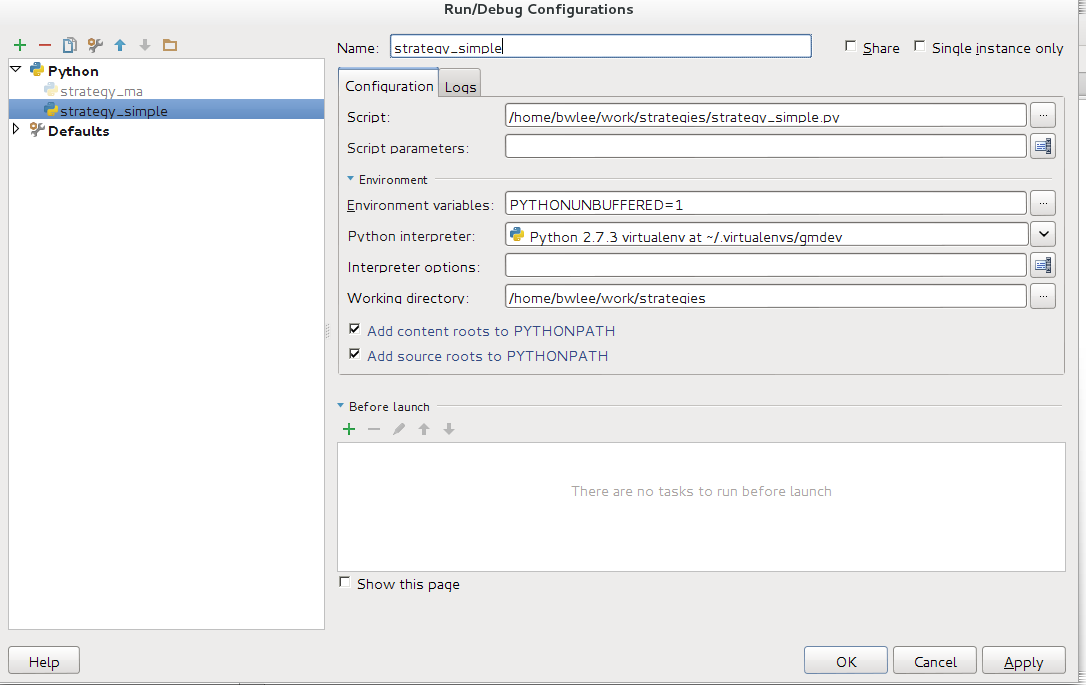 Run/Debug Configurations
Name: strategy_simple
Share
Single instance only
Python
strategy_ma
strategy_simple
Defaults
Configuration
Logs
Script: /home/bwlee/work/strategies/strategy_simple.py ...
Script parameters:
Environment
Environment variables: PYTHONUNBUFFERED=1 ...
Python interpreter: Python 2.7.3 virtualenv at ~/.virtualenvs/gmdev
Interpreter options:
Working directory: /home/bwlee/work/strategies ...
Add content roots to PYTHONPATH
Add source roots to PYTHONPATH
Before launch
There are no tasks to run before launch
Show this page
Help
OK
Cancel
Apply